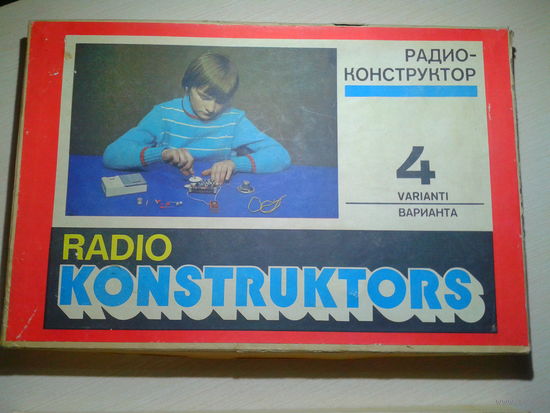 РАДИО-
КОНСТРУКТОР
4
VARIANTI
ВАРИАНТА
RADIO
KONSTRUKTORS